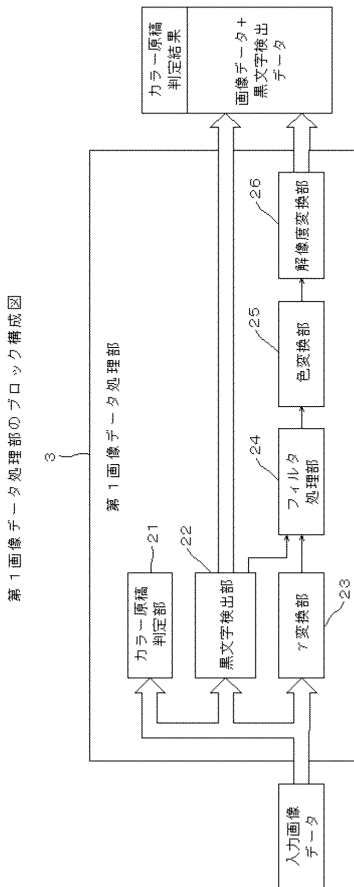 第1画像データ処理部のブロック構成図
3
第1画像データ処理部
入力画像
データ
カラー原稿
判定部
21
黒文字検出部
22
γ変換部
23
フィルタ
処理部
24
色変換部
25
解像度変換部
26
カラー原稿
判定結果
画像データ+
黒文字検出
データ